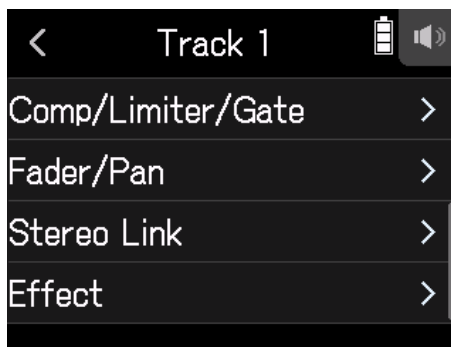 Track 1
Comp/Limiter/Gate
Fader/Pan
Stereo Link
Effect